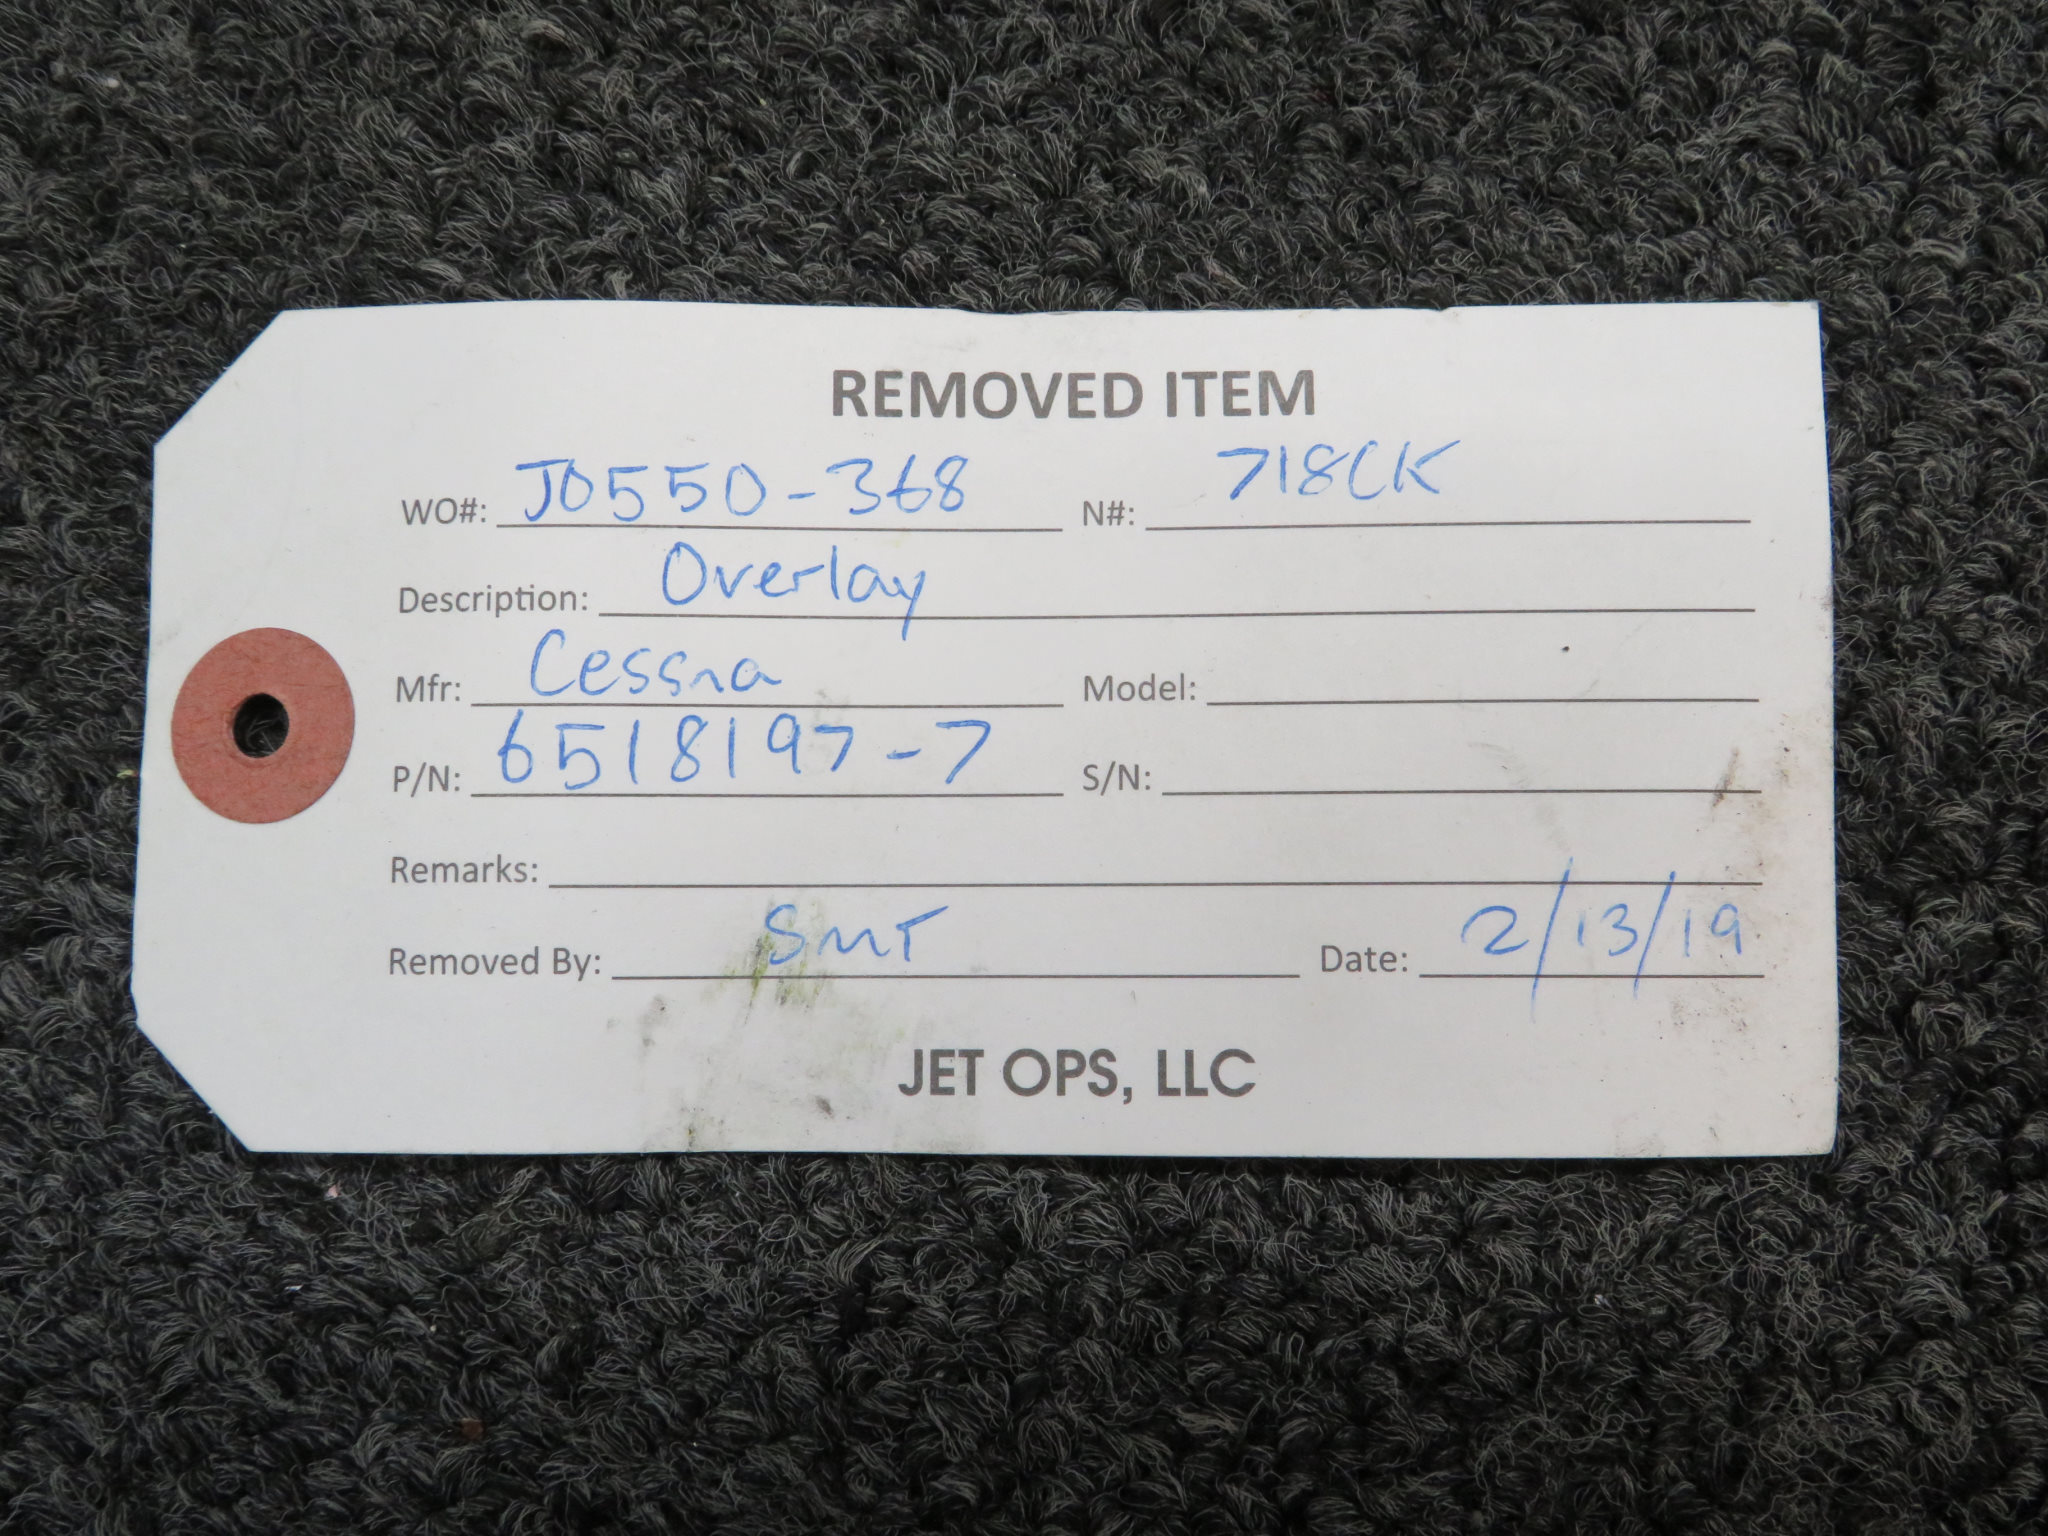 REMOVED ITEM
WO#: JO550-368 N#: 718CK
Description: Overlay
Mfr: Cessna Model:
P/N: 6518197-7 S/N:
Remarks:
Removed By: SMT Date: 2/13/19
JET OPS, LLC